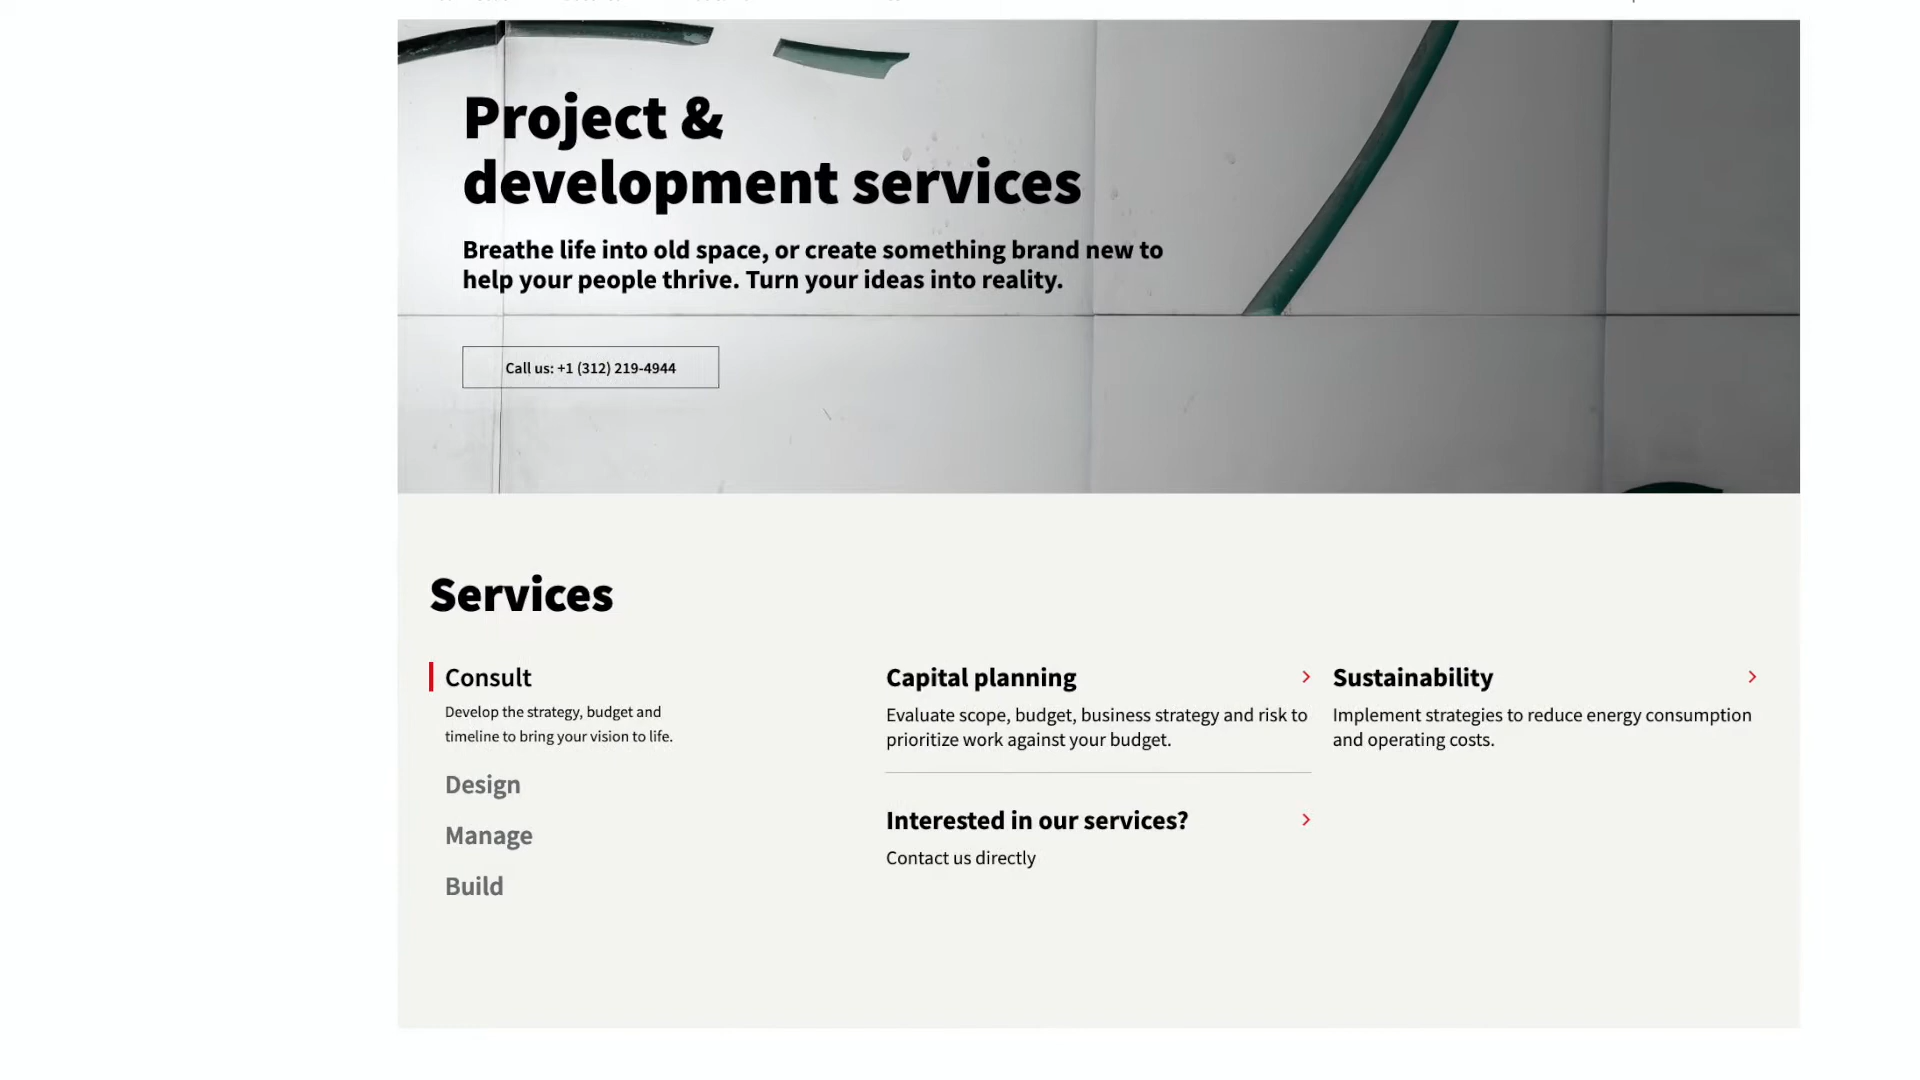 Project &
development services
Breathe life into old space, or create something brand new to
help your people thrive. Turn your ideas into reality.
Call us: +1 (312) 219-4944
Services
Consult
Develop the strategy, budget and
timeline to bring your vision to life.
Design
Manage
Build
Capital planning
Evaluate scope, budget, business strategy and risk to
prioritize work against your budget.
Interested in our services?
Contact us directly
Sustainability
Implement strategies to reduce energy consumption
and operating costs.